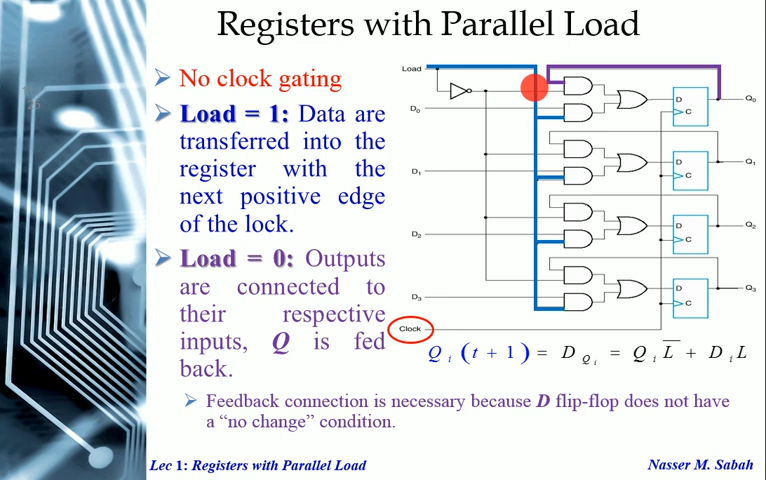 Registers with Parallel Load
No clock gating
Load = 1: Data are
transferred into the
register with the
next positive edge
of the lock.
Load = 0: Outputs
are connected to
their respective
inputs, Q is fed
back.
Load
D₀
D
C
Q₀
D₁
D
C
Q₁
D₂
D
C
Q₂
D₃
D
C
Q₃
Clock
Q i (t + 1) = D Q i = Q i L̅ + D i L
Feedback connection is necessary because D flip-flop does not have
a “no change” condition.
Lec 1: Registers with Parallel Load
Nasser M. Sabah